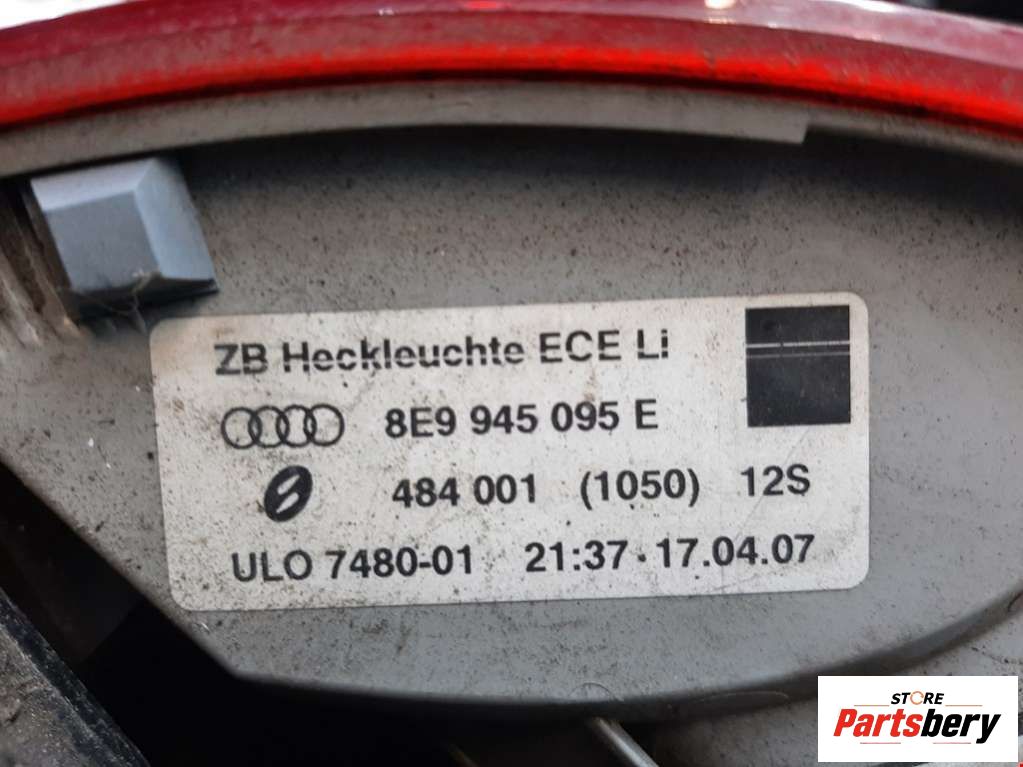 ZB Heckleuchte ECE Li
8E9 945 095 E
484 001 (1050) 12S
ULO 7480-01 21:37 · 17.04.07
STORE
Partsbery